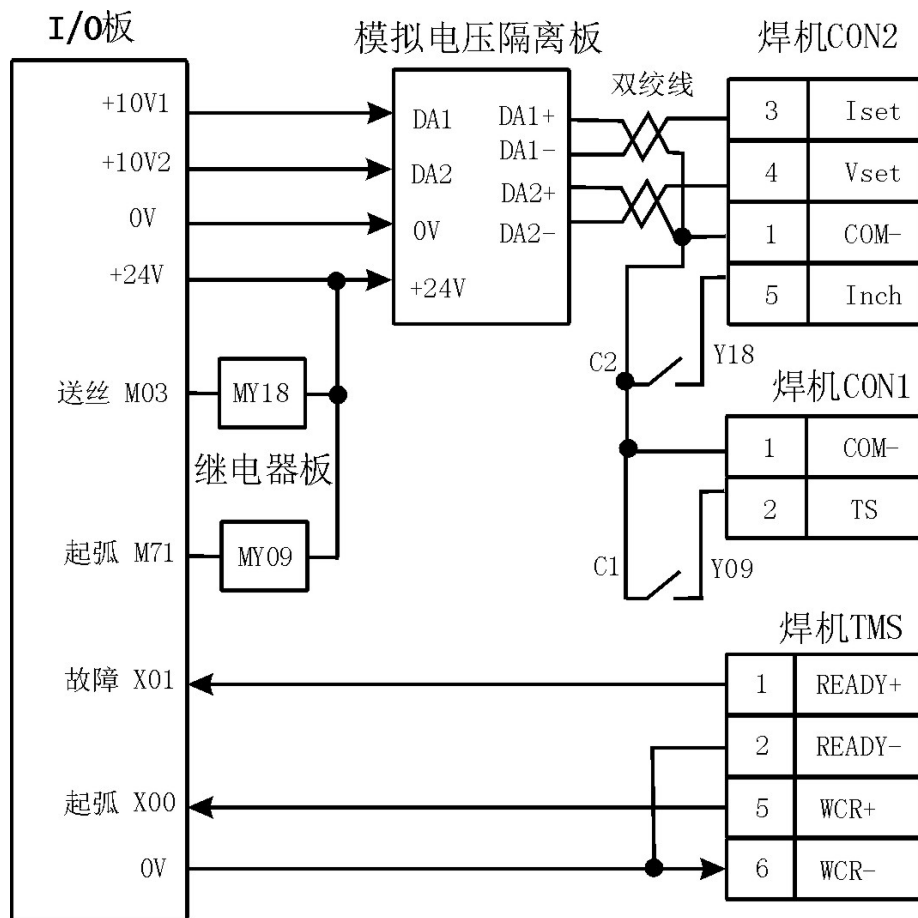 I/O板
+10V1
+10V2
0V
+24V
送丝 M03
起弧 M71
故障 X01
起弧 X00
0V
MY18
继电器板
MY09
模拟电压隔离板
DA1
DA2
0V
+24V
DA1+
DA1-
DA2+
DA2-
双绞线
焊机CON2
3 Iset
4 Vset
1 COM-
5 Inch
C2
Y18
焊机CON1
1 COM-
2 TS
C1
Y09
焊机TMS
1 READY+
2 READY-
5 WCR+
6 WCR-